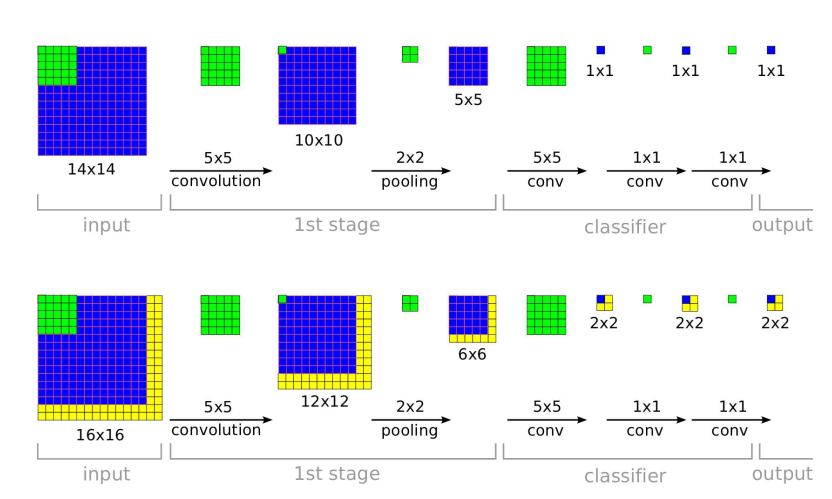 1x1 1x1 1x1
5x5
10x10
14x14
5x5 2x2 5x5 1x1 1x1
convolution pooling conv conv conv
input 1st stage classifier output
2x2 2x2 2x2
6x6
12x12
16x16
5x5 2x2 5x5 1x1 1x1
convolution pooling conv conv conv
input 1st stage classifier output